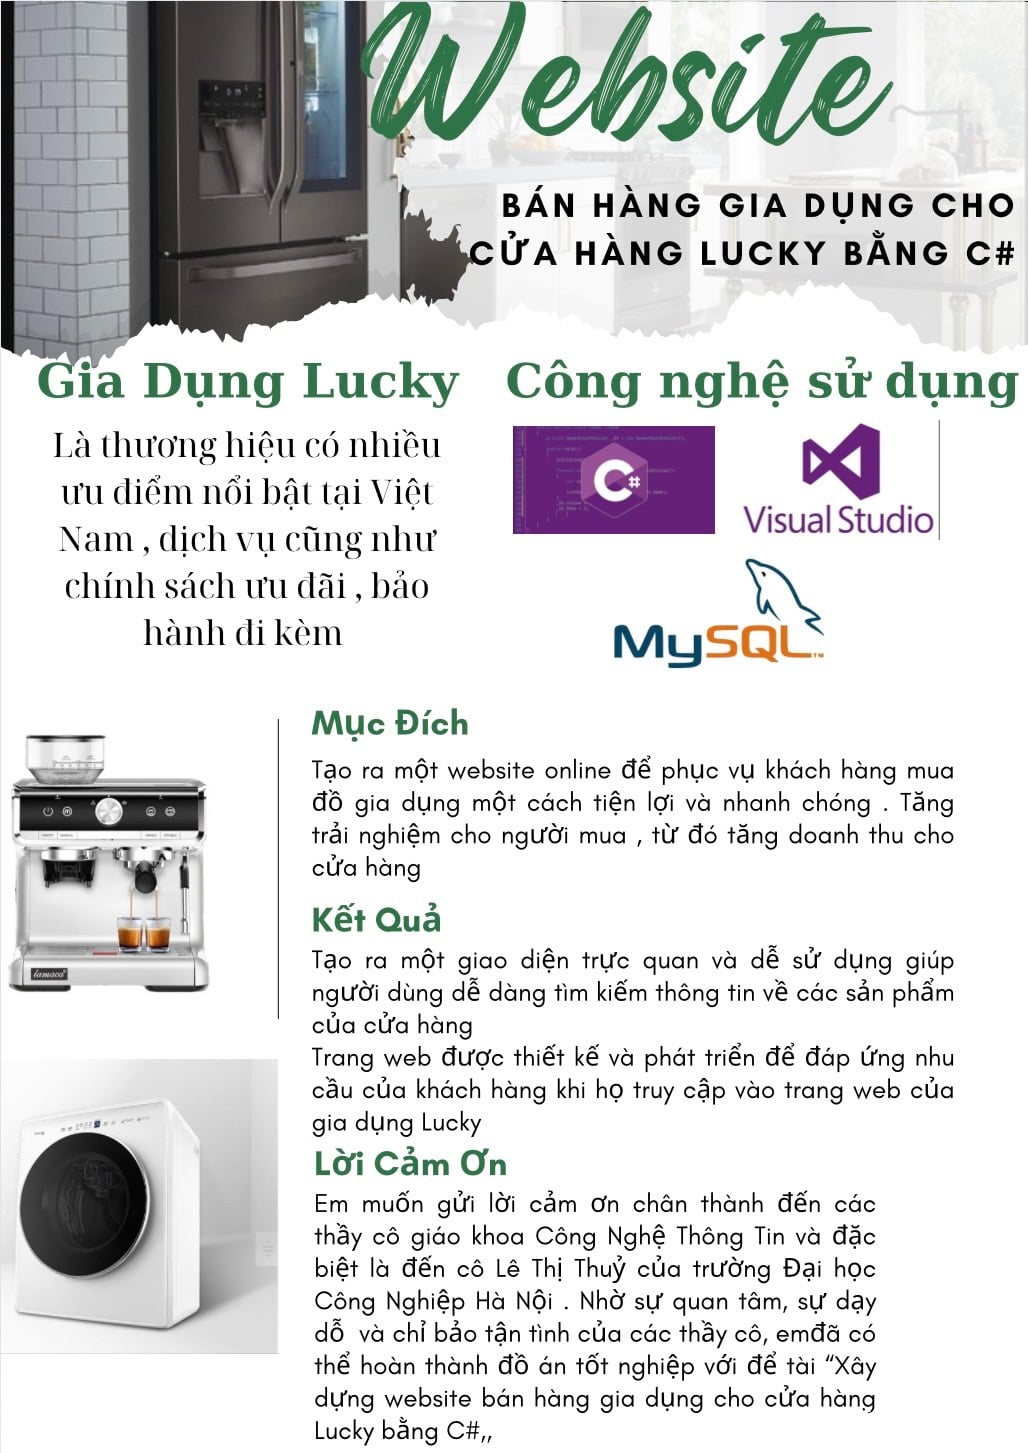 Website
BÁN HÀNG GIA DỤNG CHO
CỬA HÀNG LUCKY BẰNG C#
Gia Dụng Lucky
Là thương hiệu có nhiều
ưu điểm nổi bật tại Việt
Nam , dịch vụ cũng như
chính sách ưu đãi , bảo
hành đi kèm
Công nghệ sử dụng
C#
Visual Studio
MySQL
Mục Đích
Tạo ra một website online để phục vụ khách hàng mua
đồ gia dụng một cách tiện lợi và nhanh chóng . Tăng
trải nghiệm cho người mua , từ đó tăng doanh thu cho
cửa hàng
lamaca
Kết Quả
Tạo ra một giao diện trực quan và dễ sử dụng giúp
người dùng dễ dàng tìm kiếm thông tin về các sản phẩm
của cửa hàng
Trang web được thiết kế và phát triển để đáp ứng nhu
cầu của khách hàng khi họ truy cập vào trang web của
gia dụng Lucky
Lời Cảm Ơn
Em muốn gửi lời cảm ơn chân thành đến các
thầy cô giáo khoa Công Nghệ Thông Tin và đặc
biệt là đến cô Lê Thị Thuỷ của trường Đại học
Công Nghiệp Hà Nội . Nhờ sự quan tâm, sự dạy
dỗ và chỉ bảo tận tình của các thầy cô, emđã có
thể hoàn thành đồ án tốt nghiệp với để tài “Xây
dựng website bán hàng gia dụng cho cửa hàng
Lucky bằng C#,,